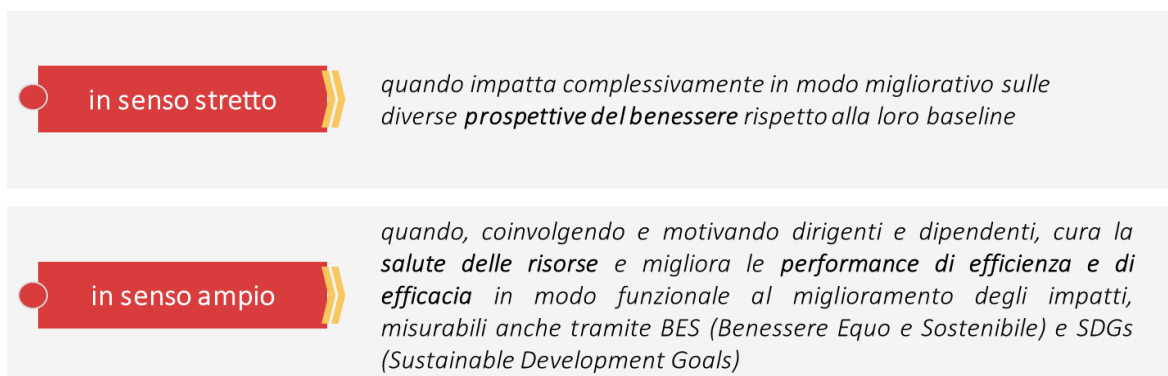 in senso stretto
quando impatta complessivamente in modo migliorativo sulle
diverse prospettive del benessere rispetto alla loro baseline
in senso ampio
quando, coinvolgendo e motivando dirigenti e dipendenti, cura la
salute delle risorse e migliora le performance di efficienza e di
efficacia in modo funzionale al miglioramento degli impatti,
misurabili anche tramite BES (Benessere Equo e Sostenibile) e SDGs
(Sustainable Development Goals)